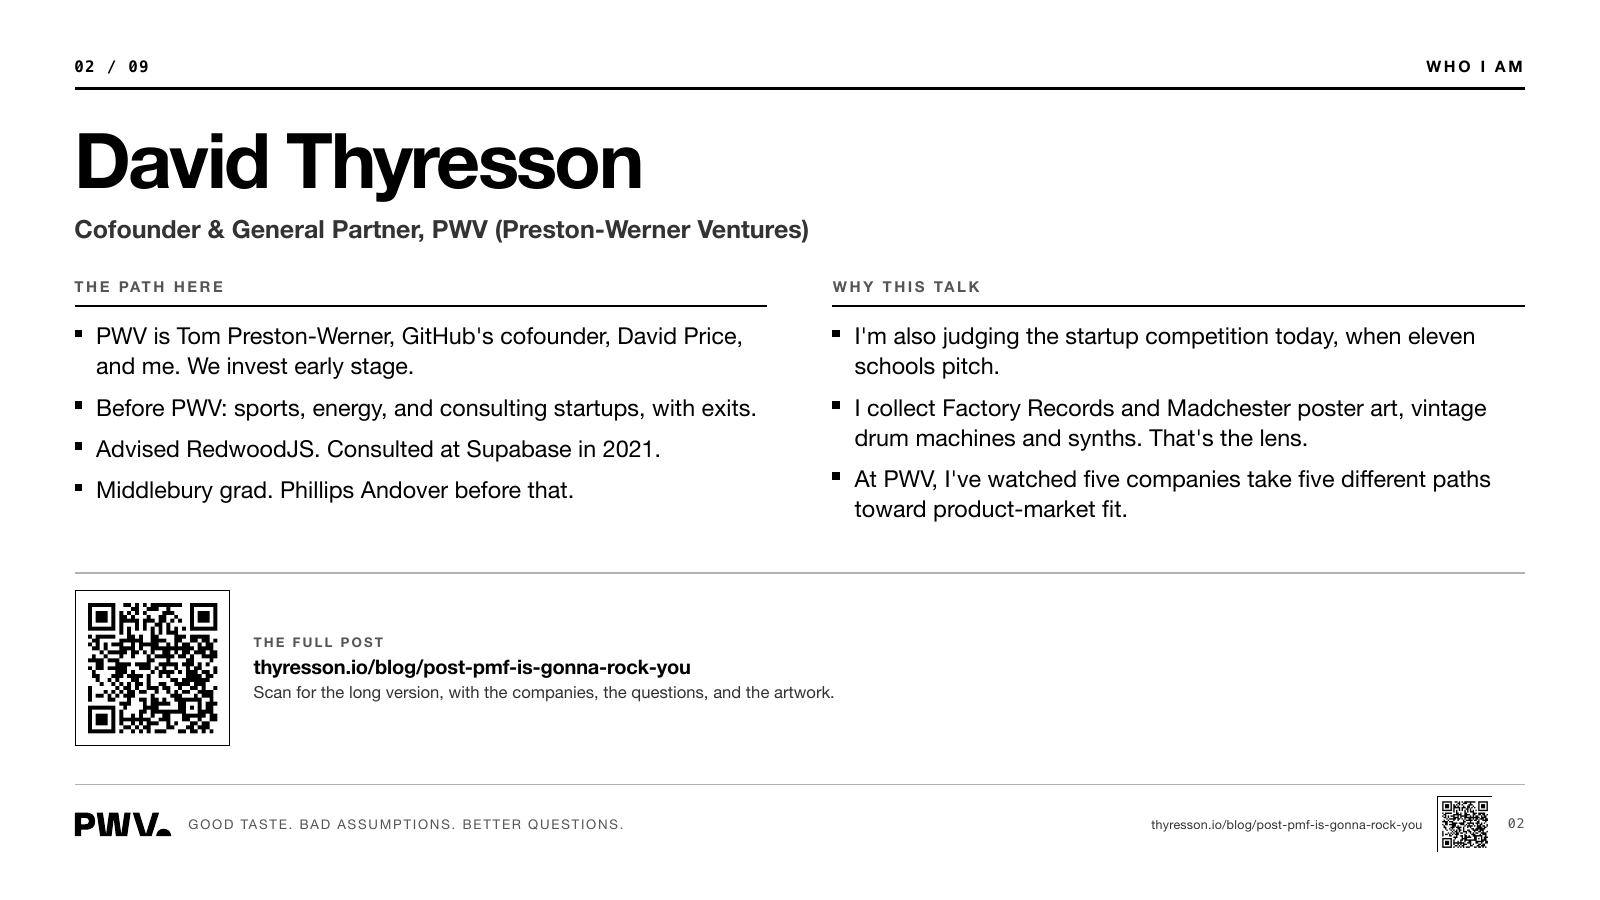 02 / 09
WHO I AM
David Thyresson
Cofounder & General Partner, PWV (Preston-Werner Ventures)
THE PATH HERE
PWV is Tom Preston-Werner, GitHub's cofounder, David Price,
and me. We invest early stage.
Before PWV: sports, energy, and consulting startups, with exits.
Advised RedwoodJS. Consulted at Supabase in 2021.
Middlebury grad. Phillips Andover before that.
WHY THIS TALK
I'm also judging the startup competition today, when eleven
schools pitch.
I collect Factory Records and Madchester poster art, vintage
drum machines and synths. That's the lens.
At PWV, I've watched five companies take five different paths
toward product-market fit.
THE FULL POST
thyresson.io/blog/post-pmf-is-gonna-rock-you
Scan for the long version, with the companies, the questions, and the artwork.
PWV.
GOOD TASTE. BAD ASSUMPTIONS. BETTER QUESTIONS.
thyresson.io/blog/post-pmf-is-gonna-rock-you
02